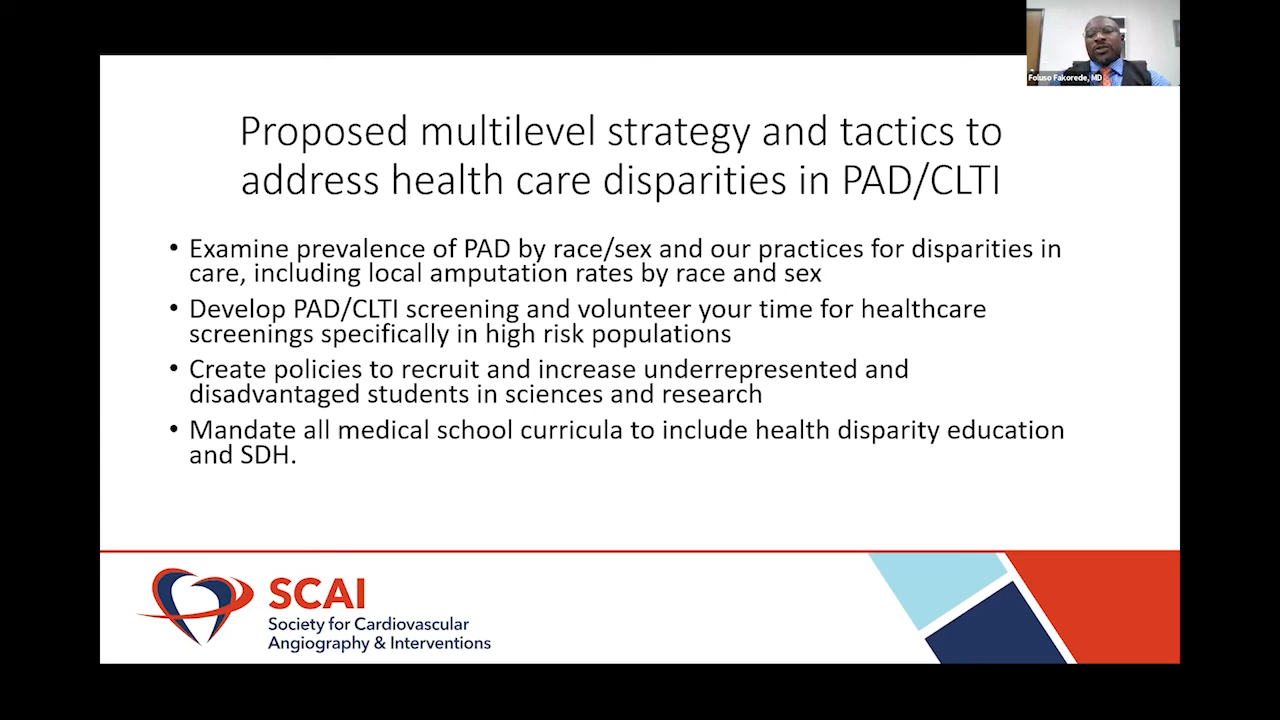 Foluso Fakorede, MD
Proposed multilevel strategy and tactics to
address health care disparities in PAD/CLTI
• Examine prevalence of PAD by race/sex and our practices for disparities in
care, including local amputation rates by race and sex
• Develop PAD/CLTI screening and volunteer your time for healthcare
screenings specifically in high risk populations
• Create policies to recruit and increase underrepresented and
disadvantaged students in sciences and research
• Mandate all medical school curricula to include health disparity education
and SDH.
SCAI
Society for Cardiovascular
Angiography & Interventions